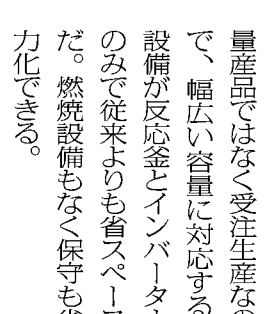 量産品ではなく受注生産なの
で、幅広い容量に対応する
設備が反応釜とインバータ
のみで従来よりも省スペー
だ。燃焼設備もなく保守も
力化できる。